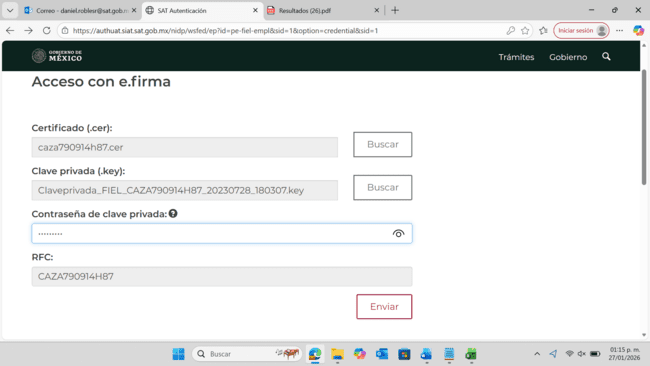 Correo - daniel.roblesr@sat.gob.m
SAT Autenticación
Resultados (26).pdf
https://authuat.siat.sat.gob.mx/nidp/wsfed/ep?id=pe-fiel-empl&sid=1&option=credential&sid=1
Iniciar sesión
GOBIERNO DE
MÉXICO
Trámites
Gobierno
Acceso con e.firma
Certificado (.cer):
caza790914h87.cer
Buscar
Clave privada (.key):
Claveprivada_FIEL_CAZA790914H87_20230728_180307.key
Buscar
Contraseña de clave privada:
RFC:
CAZA790914H87
Enviar
Buscar
01:15 p. m.
27/01/2026